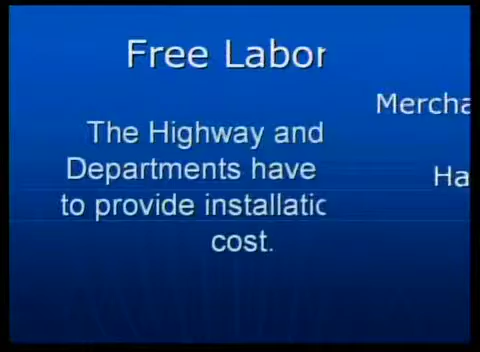 Free Labor
Mercha
The Highway and
Departments have
Ha
to provide installatic
cost.